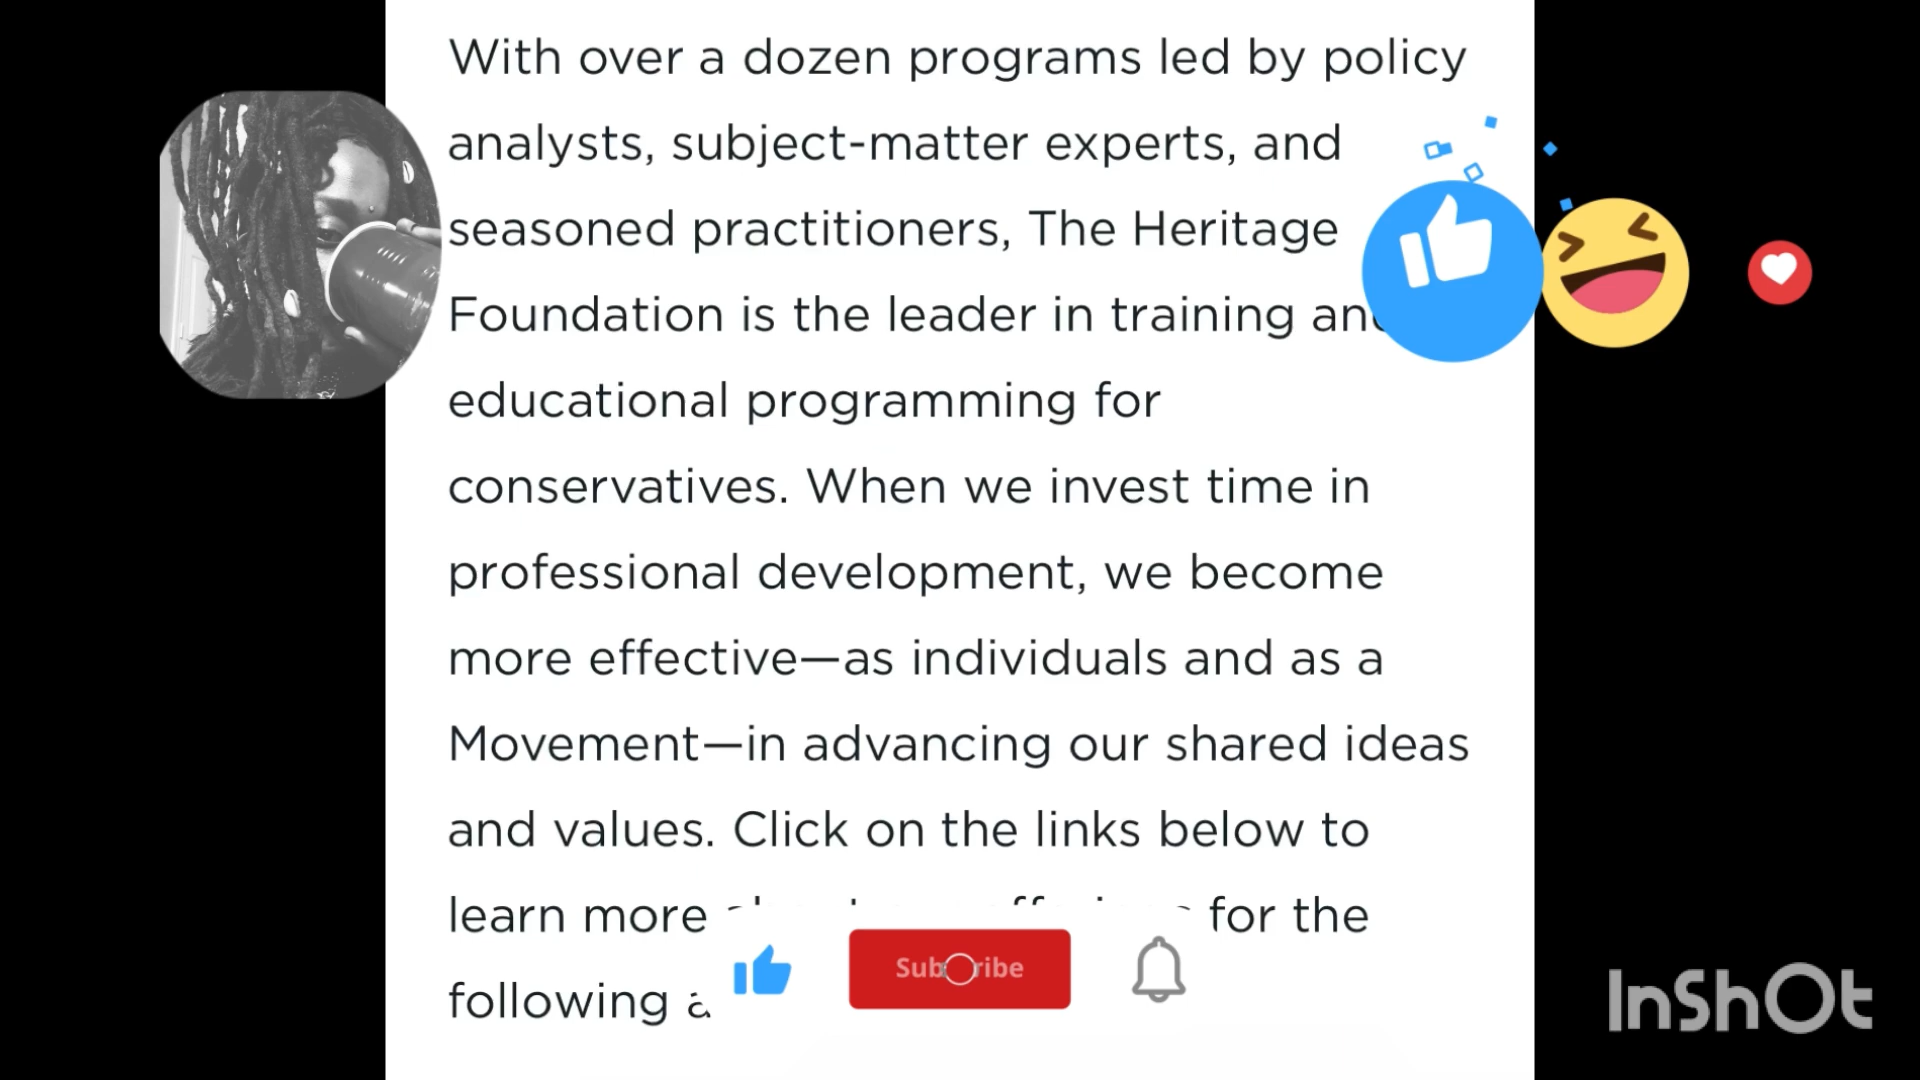 With over a dozen programs led by policy
analysts, subject-matter experts, and
seasoned practitioners, The Heritage
Foundation is the leader in training and
educational programming for
conservatives. When we invest time in
professional development, we become
more effective—as individuals and as a
Movement—in advancing our shared ideas
and values. Click on the links below to
learn more for the
following
Subscribe
InShOt